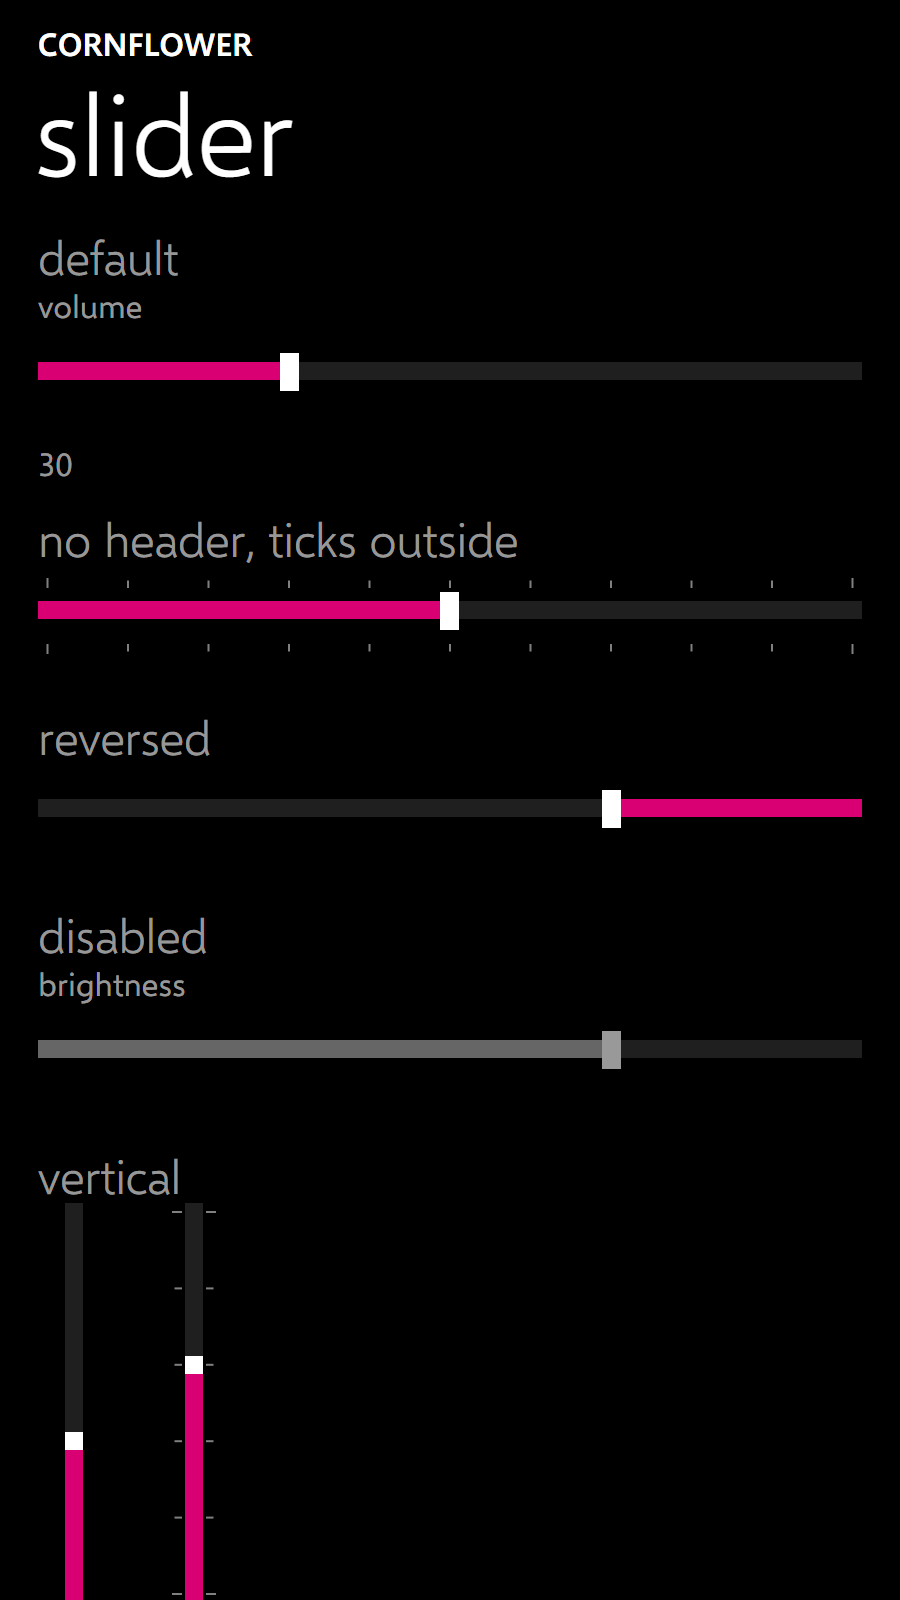 CORNFLOWER
slider
default
volume
30
no header, ticks outside
reversed
disabled
brightness
vertical